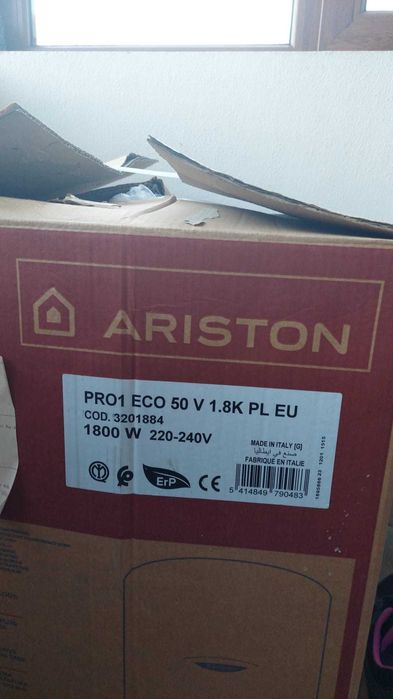 ARISTON
PRO1 ECO 50 V 1.8K PL EU
COD. 3201884
1800 W 220-240V
MADE IN ITALY [G]
صنع في ايطاليا
FABRIQUÉ EN ITALIE
ErP
CE
5 414849 790483